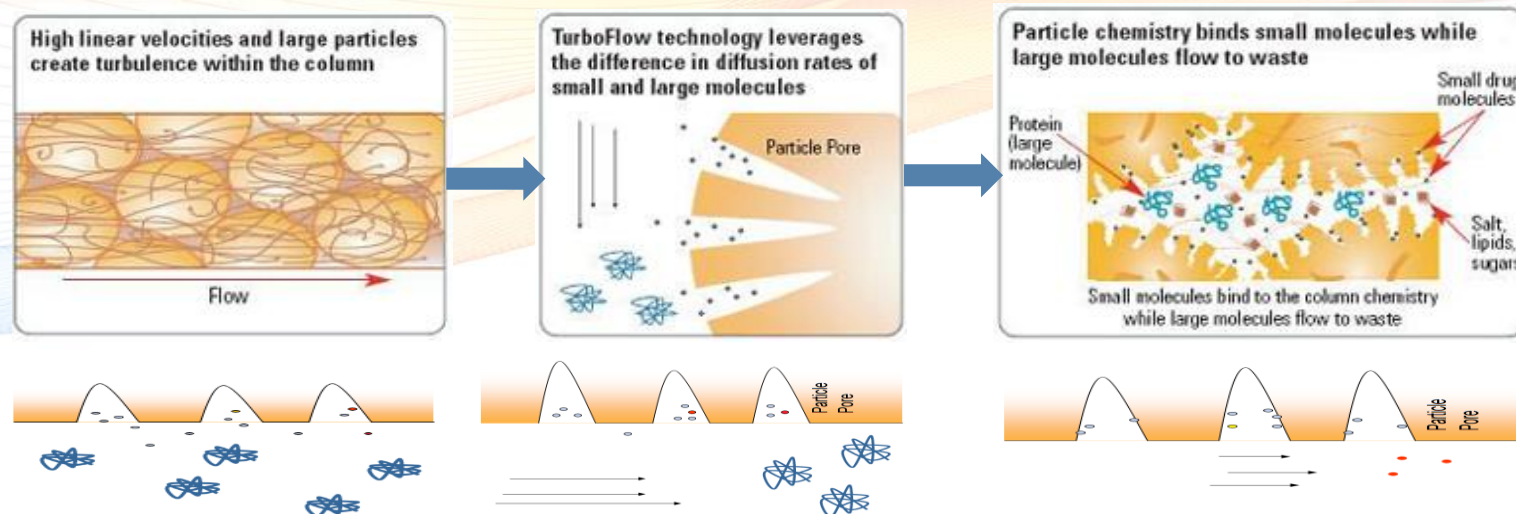 High linear velocities and large particles
create turbulence within the column
Flow
TurboFlow technology leverages
the difference in diffusion rates of
small and large molecules
Particle Pore
Particle chemistry binds small molecules while
large molecules flow to waste
Small drug
molecules
Protein
(large
molecule)
Salt,
lipids,
sugars
Small molecules bind to the column chemistry
while large molecules flow to waste
Particle
Pore
Particle
Pore